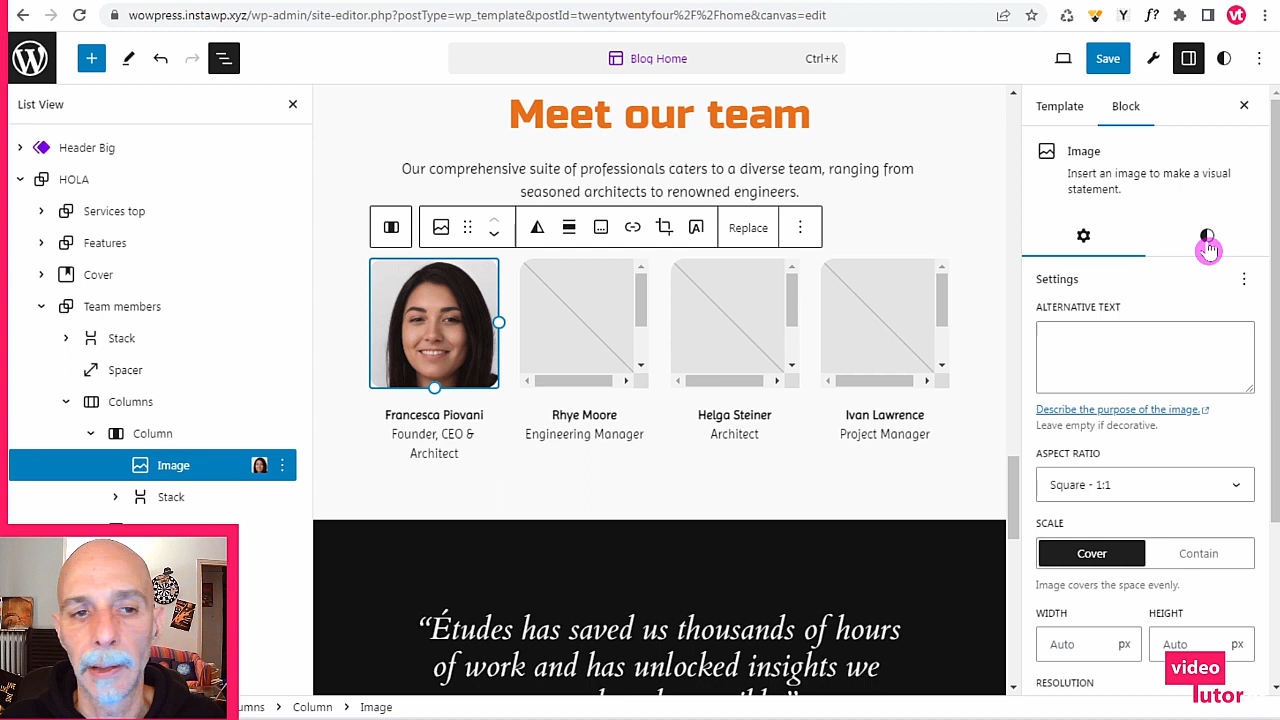 wowpress.instawp.xyz/wp-admin/site-editor.php?postType=wp_template&postId=twentytwentyfour%2F%2Fhome&canvas=edit
Blog Home
Ctrl+K
Save
List View
Header Big
HOLA
Services top
Features
Cover
Team members
Stack
Spacer
Columns
Column
Image
Stack
Meet our team
Our comprehensive suite of professionals caters to a diverse team, ranging from
seasoned architects to renowned engineers.
Replace
Francesca Piovani
Founder, CEO &
Architect
Rhye Moore
Engineering Manager
Helga Steiner
Architect
Ivan Lawrence
Project Manager
“Études has saved us thousands of hours
of work and has unlocked insights we
Template
Block
Image
Insert an image to make a visual
statement.
Settings
ALTERNATIVE TEXT
Describe the purpose of the image.
Leave empty if decorative.
ASPECT RATIO
Square - 1:1
SCALE
Cover
Contain
Image covers the space evenly.
WIDTH
HEIGHT
Auto px
Auto px
RESOLUTION
video
lutor
Column
Image